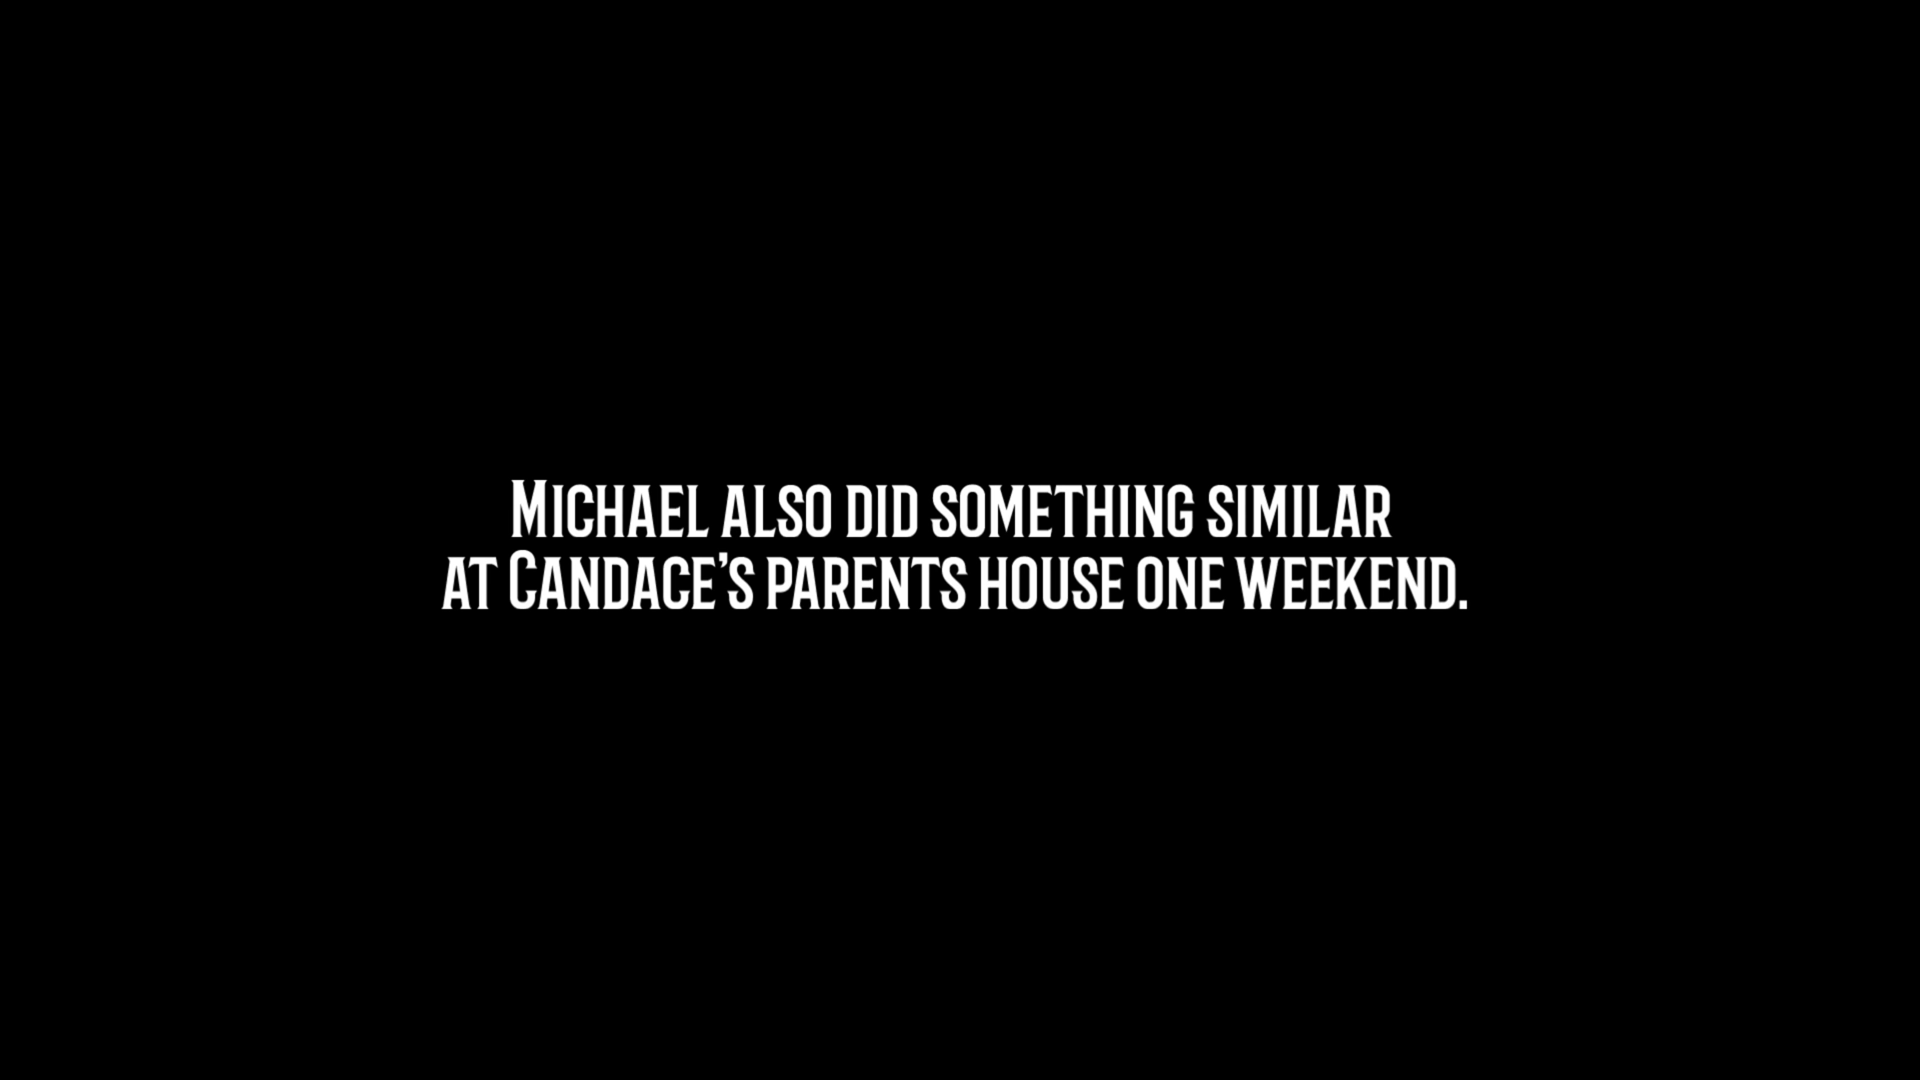 Michael also did something similar
at Candace's parents house one weekend.